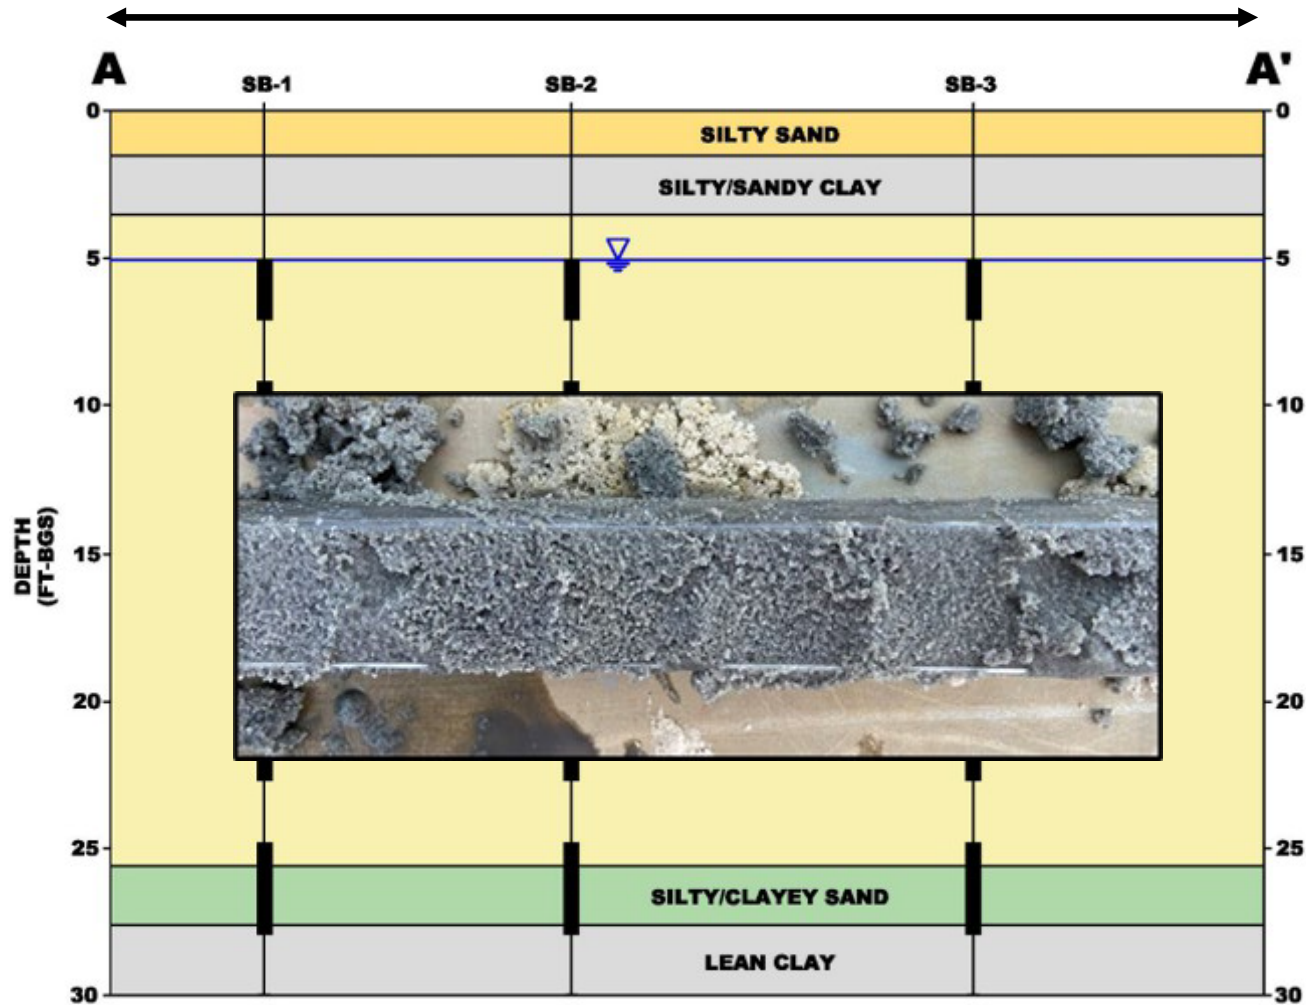 A
A'
SB-1
SB-2
SB-3
0
0
SILTY SAND
SILTY/SANDY CLAY
5
5
10
10
DEPTH
(FT-BGS)
15
15
20
20
25
25
SILTY/CLAYEY SAND
LEAN CLAY
30
30